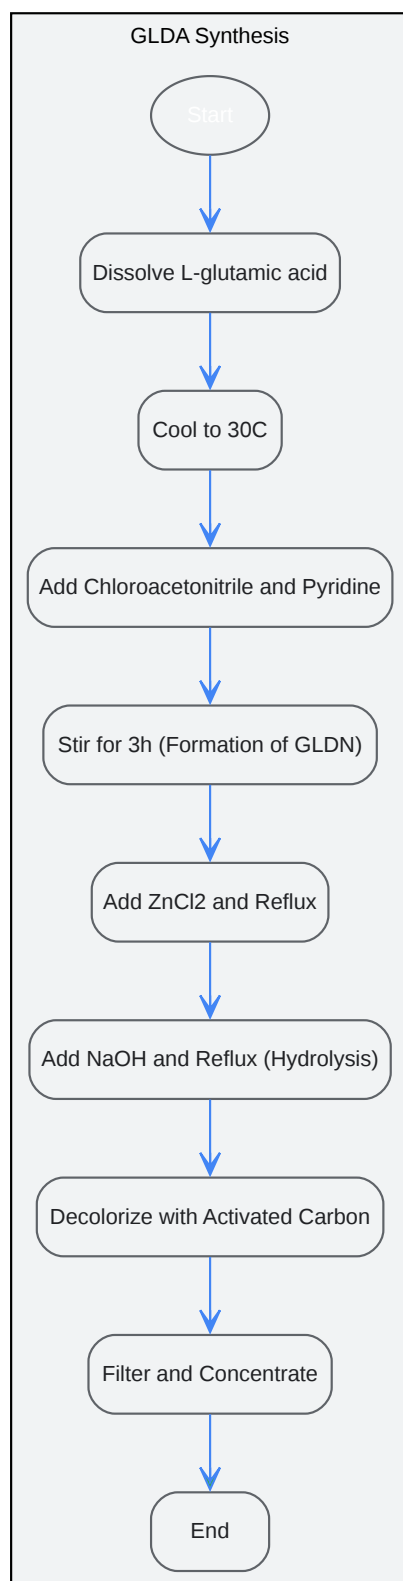 GLDA Synthesis
Start
Dissolve L-glutamic acid
Cool to 30C
Add Chloroacetonitrile and Pyridine
Stir for 3h (Formation of GLDN)
Add ZnCl2 and Reflux
Add NaOH and Reflux (Hydrolysis)
Decolorize with Activated Carbon
Filter and Concentrate
End